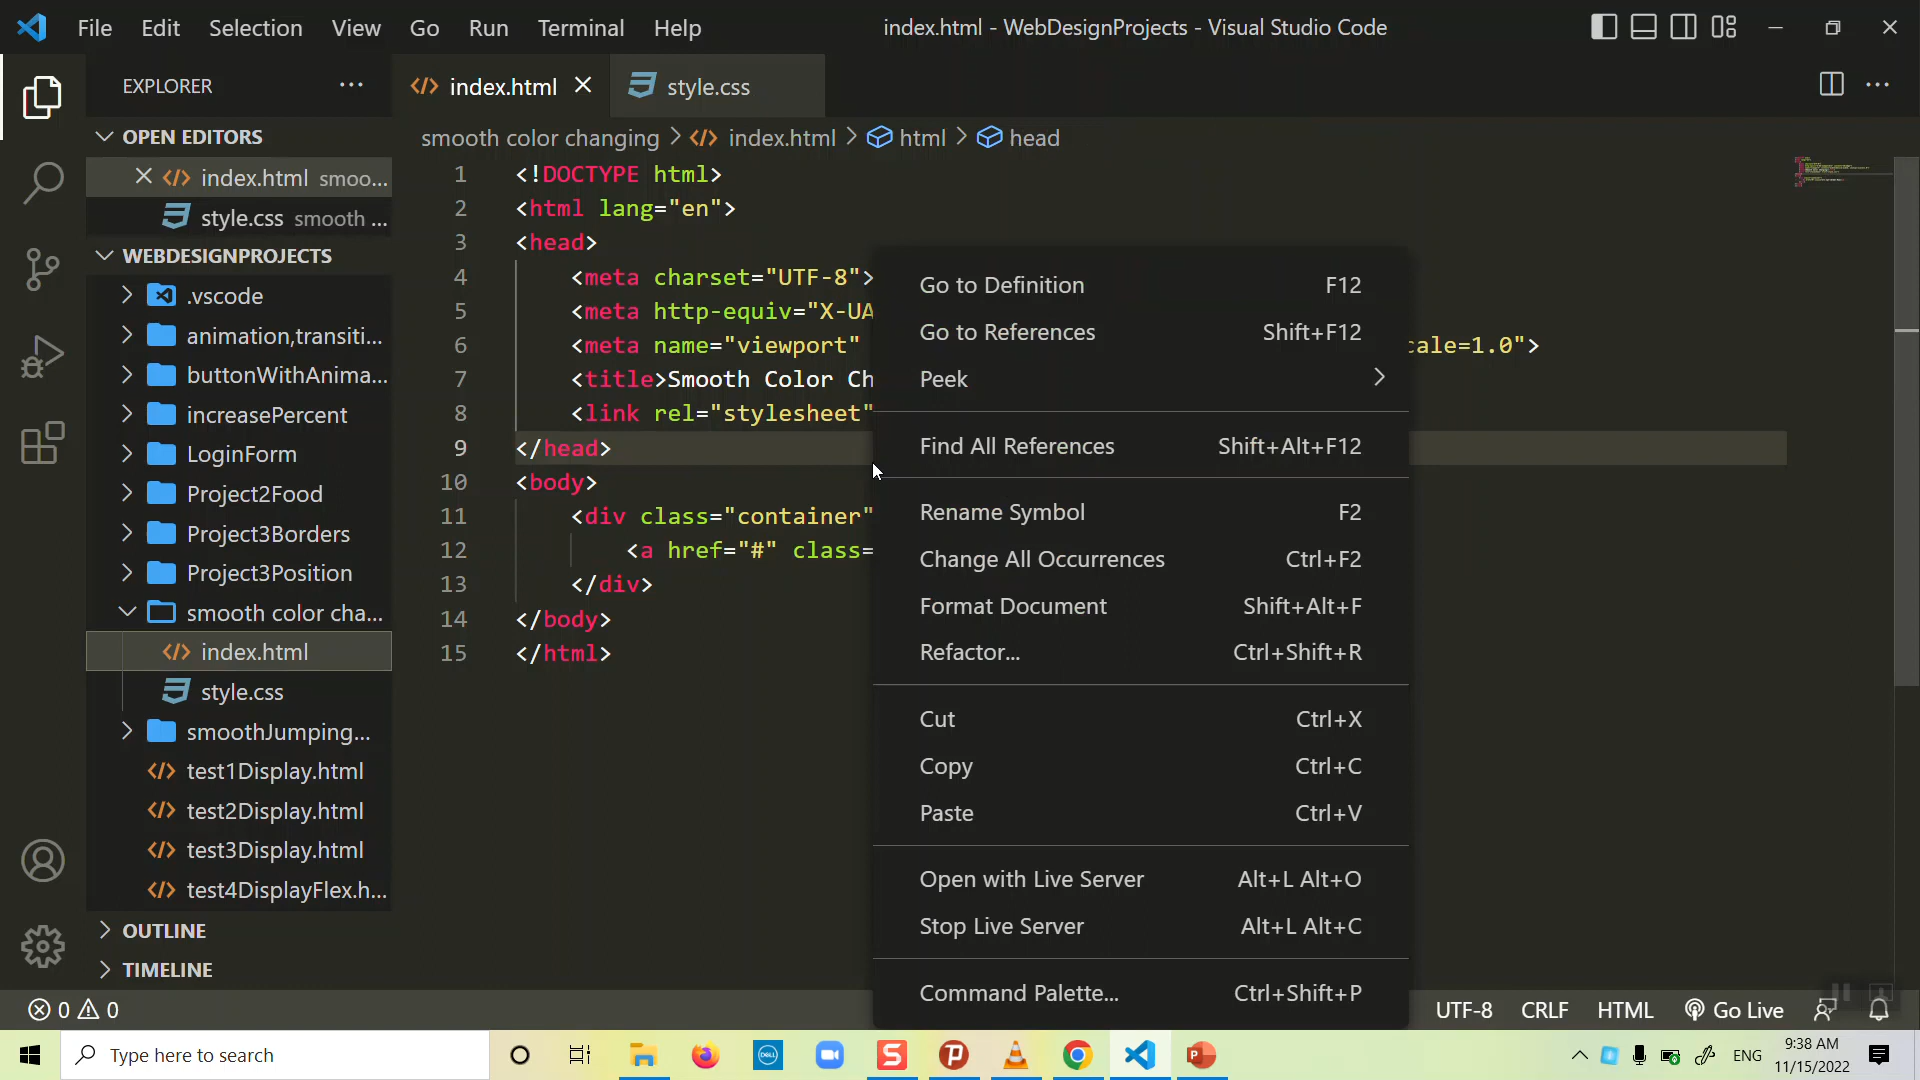 File Edit Selection View Go Run Terminal Help
index.html - WebDesignProjects - Visual Studio Code
EXPLORER
OPEN EDITORS
index.html smoo...
style.css smooth ...
WEBDESIGNPROJECTS
.vscode
animation,transiti...
buttonWithAnima...
increasePercent
LoginForm
Project2Food
Project3Borders
Project3Position
smooth color cha...
index.html
style.css
smoothJumping...
test1Display.html
test2Display.html
test3Display.html
test4DisplayFlex.h...
OUTLINE
TIMELINE
index.html
style.css
smooth color changing > index.html > html > head
1 <!DOCTYPE html>
2 <html lang="en">
3 <head>
4 <meta charset="UTF-8">
5 <meta http-equiv="X-UA
6 <meta name="viewport" cale=1.0">
7 <title>Smooth Color Ch
8 <link rel="stylesheet"
9 </head>
10 <body>
11 <div class="container"
12 <a href="#" class=
13 </div>
14 </body>
15 </html>
Go to Definition F12
Go to References Shift+F12
Peek
Find All References Shift+Alt+F12
Rename Symbol F2
Change All Occurrences Ctrl+F2
Format Document Shift+Alt+F
Refactor... Ctrl+Shift+R
Cut Ctrl+X
Copy Ctrl+C
Paste Ctrl+V
Open with Live Server Alt+L Alt+O
Stop Live Server Alt+L Alt+C
Command Palette... Ctrl+Shift+P
0 0
UTF-8 CRLF HTML Go Live
Type here to search
DELL
ENG
9:38 AM
11/15/2022